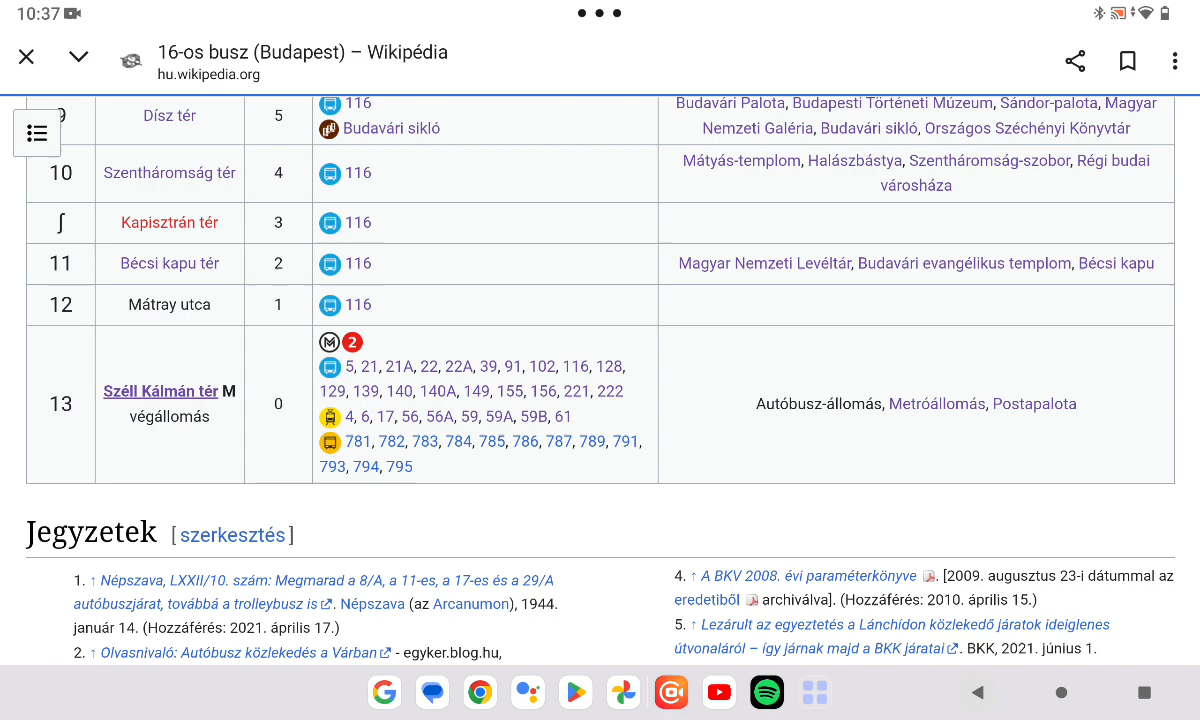 10:37
16-os busz (Budapest) – Wikipédia
hu.wikipedia.org
9 Dísz tér 5 116 Budavári Palota, Budapesti Történeti Múzeum, Sándor-palota, Magyar
Budavári sikló Nemzeti Galéria, Budavári sikló, Országos Széchényi Könyvtár
10 Szentháromság tér 4 116 Mátyás-templom, Halászbástya, Szentháromság-szobor, Régi budai
városháza
ʃ Kapisztrán tér 3 116
11 Bécsi kapu tér 2 116 Magyar Nemzeti Levéltár, Budavári evangélikus templom, Bécsi kapu
12 Mátray utca 1 116
13 Széll Kálmán tér M
végállomás
0
M 2
5, 21, 21A, 22, 22A, 39, 91, 102, 116, 128,
129, 139, 140, 140A, 149, 155, 156, 221, 222
4, 6, 17, 56, 56A, 59, 59A, 59B, 61
781, 782, 783, 784, 785, 786, 787, 789, 791,
793, 794, 795
Autóbusz-állomás, Metróállomás, Postapalota
Jegyzetek [szerkesztés]
1. ↑ Népszava, LXXII/10. szám: Megmarad a 8/A, a 11-es, a 17-es és a 29/A
autóbuszjárat, továbbá a trolleybusz is. Népszava (az Arcanumon), 1944.
január 14. (Hozzáférés: 2021. április 17.)
2. ↑ Olvasnivaló: Autóbusz közlekedés a Várban - egyker.blog.hu,
4. ↑ A BKV 2008. évi paraméterkönyve. [2009. augusztus 23-i dátummal az
eredetiből archiválva]. (Hozzáférés: 2010. április 15.)
5. ↑ Lezárult az egyeztetés a Lánchídon közlekedő járatok ideiglenes
útvonaláról – így járnak majd a BKK járatai. BKK, 2021. június 1.